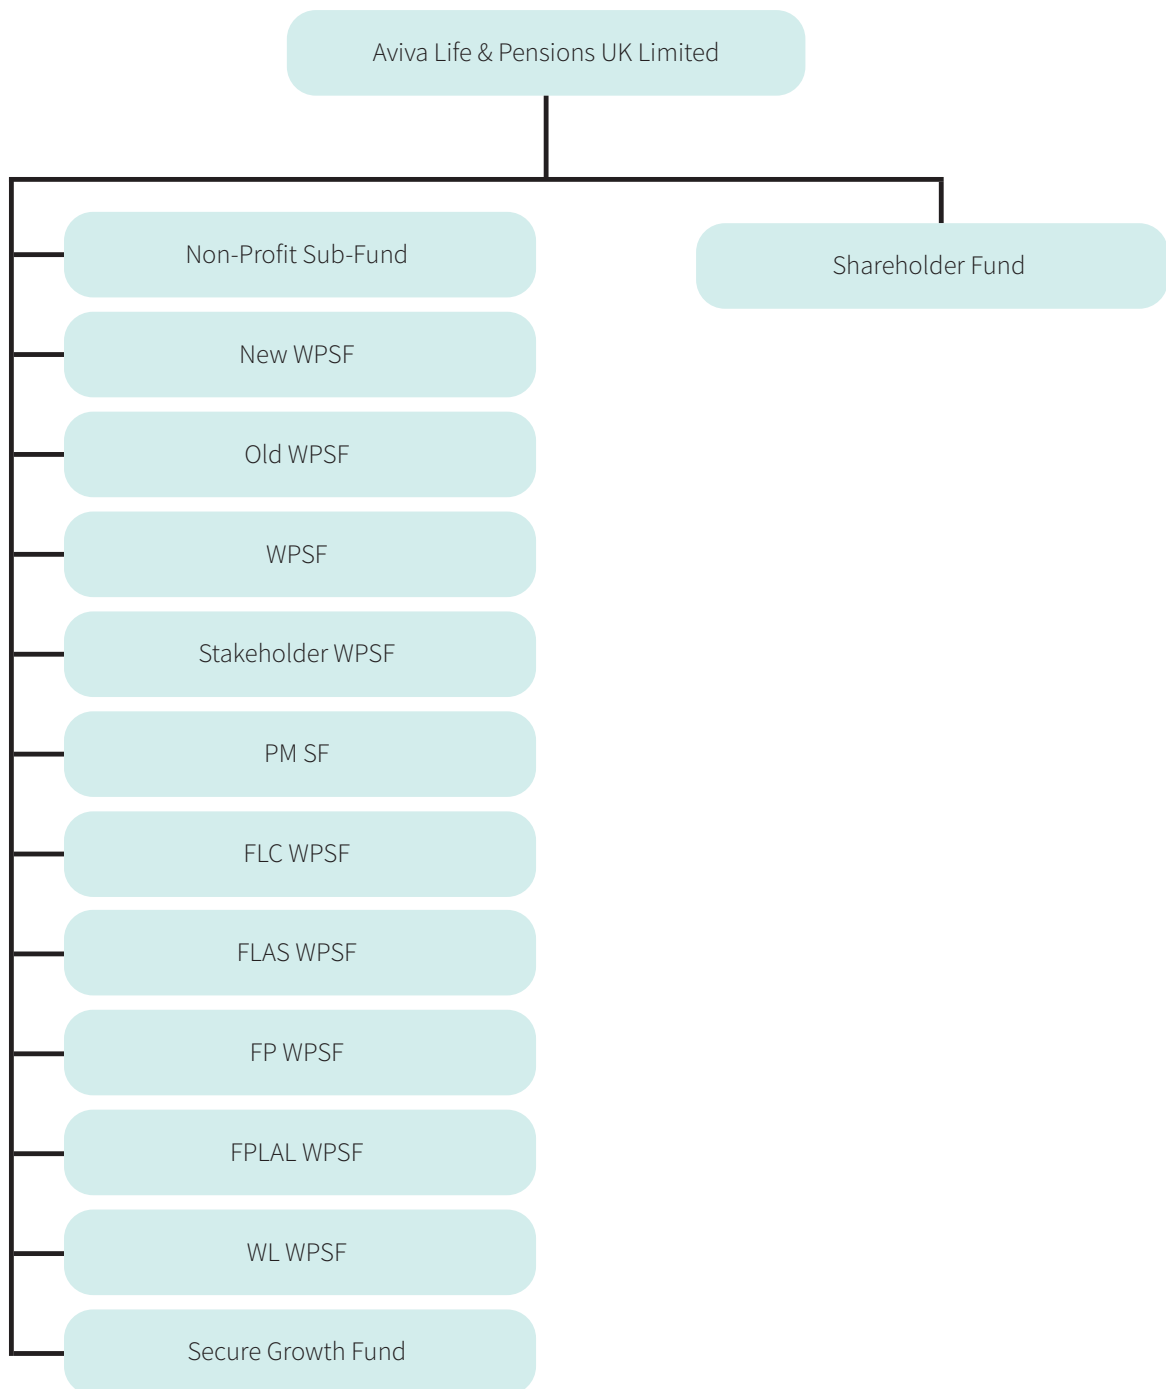 Aviva Life & Pensions UK Limited
Non-Profit Sub-Fund
Shareholder Fund
New WPSF
Old WPSF
WPSF
Stakeholder WPSF
PM SF
FLC WPSF
FLAS WPSF
FP WPSF
FPLAL WPSF
WL WPSF
Secure Growth Fund